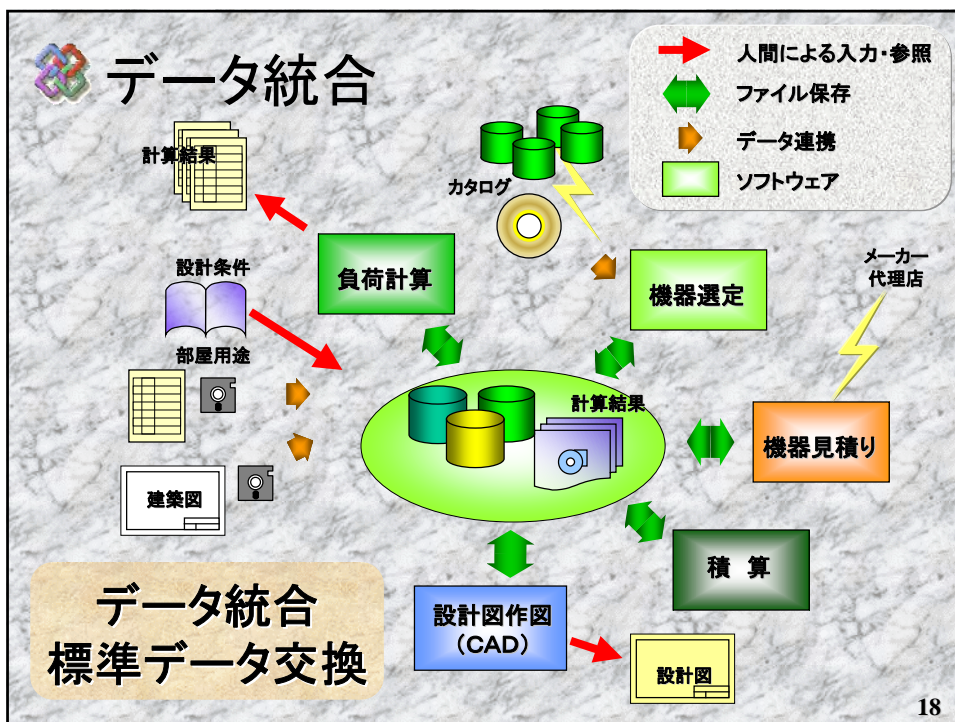 データ統合
人間による入力・参照
ファイル保存
データ連携
ソフトウェア
計算結果
カタログ
負荷計算
機器選定
メーカー
代理店
設計条件
部屋用途
計算結果
機器見積り
建築図
積 算
設計図作図
(CAD)
設計図
データ統合
標準データ交換
18